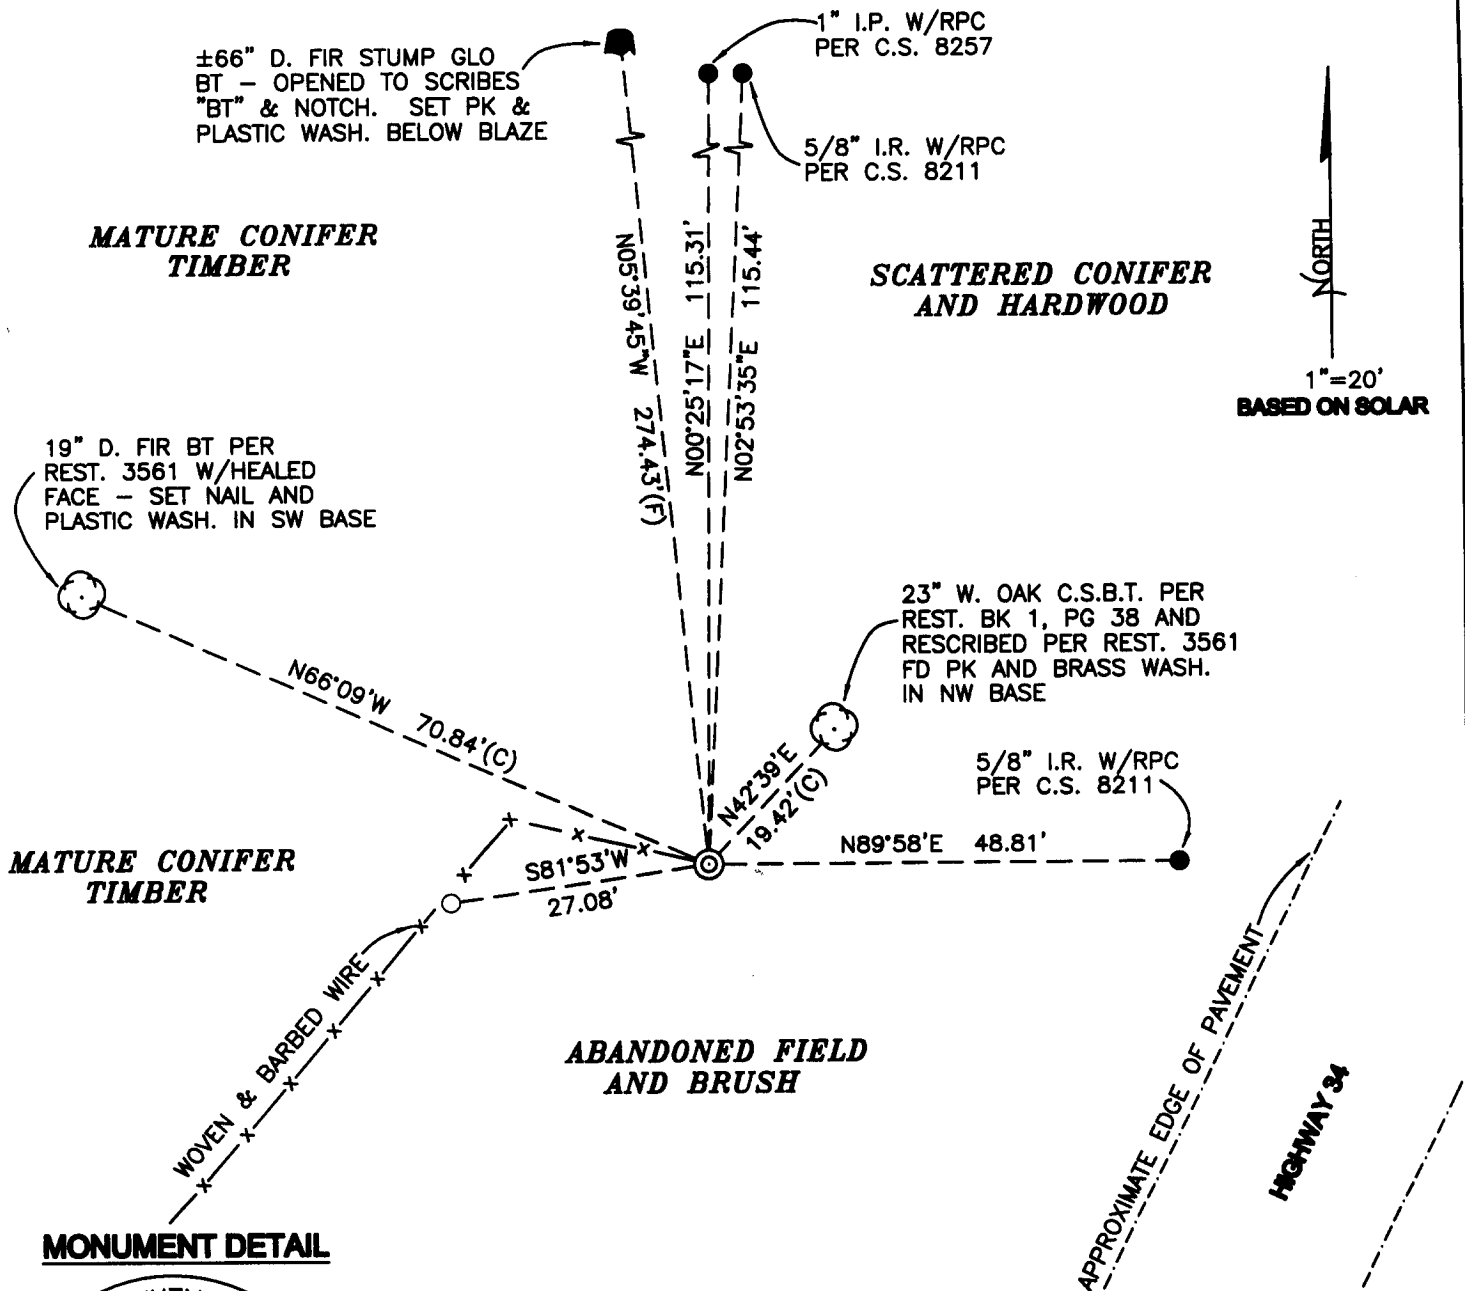 ±66" D. FIR STUMP GLO
BT – OPENED TO SCRIBES
"BT" & NOTCH. SET PK &
PLASTIC WASH. BELOW BLAZE
1" I.P. W/RPC
PER C.S. 8257
5/8" I.R. W/RPC
PER C.S. 8211
MATURE CONIFER
TIMBER
SCATTERED CONIFER
AND HARDWOOD
NORTH
1"=20'
BASED ON SOLAR
N05°39'45"W 274.43'(F)
N00°25'17"E 115.31'
N02°53'35"E 115.44'
19" D. FIR BT PER
REST. 3561 W/HEALED
FACE – SET NAIL AND
PLASTIC WASH. IN SW BASE
23" W. OAK C.S.B.T. PER
REST. BK 1, PG 38 AND
RESCRIBED PER REST. 3561
FD PK AND BRASS WASH.
IN NW BASE
N66°09'W 70.84'(C)
N42°39'E
19.42'(C)
5/8" I.R. W/RPC
PER C.S. 8211
N89°58'E 48.81'
MATURE CONIFER
TIMBER
S81°53'W
27.08'
WOVEN & BARBED WIRE
ABANDONED FIELD
AND BRUSH
APPROXIMATE EDGE OF PAVEMENT
HIGHWAY 34
MONUMENT DETAIL